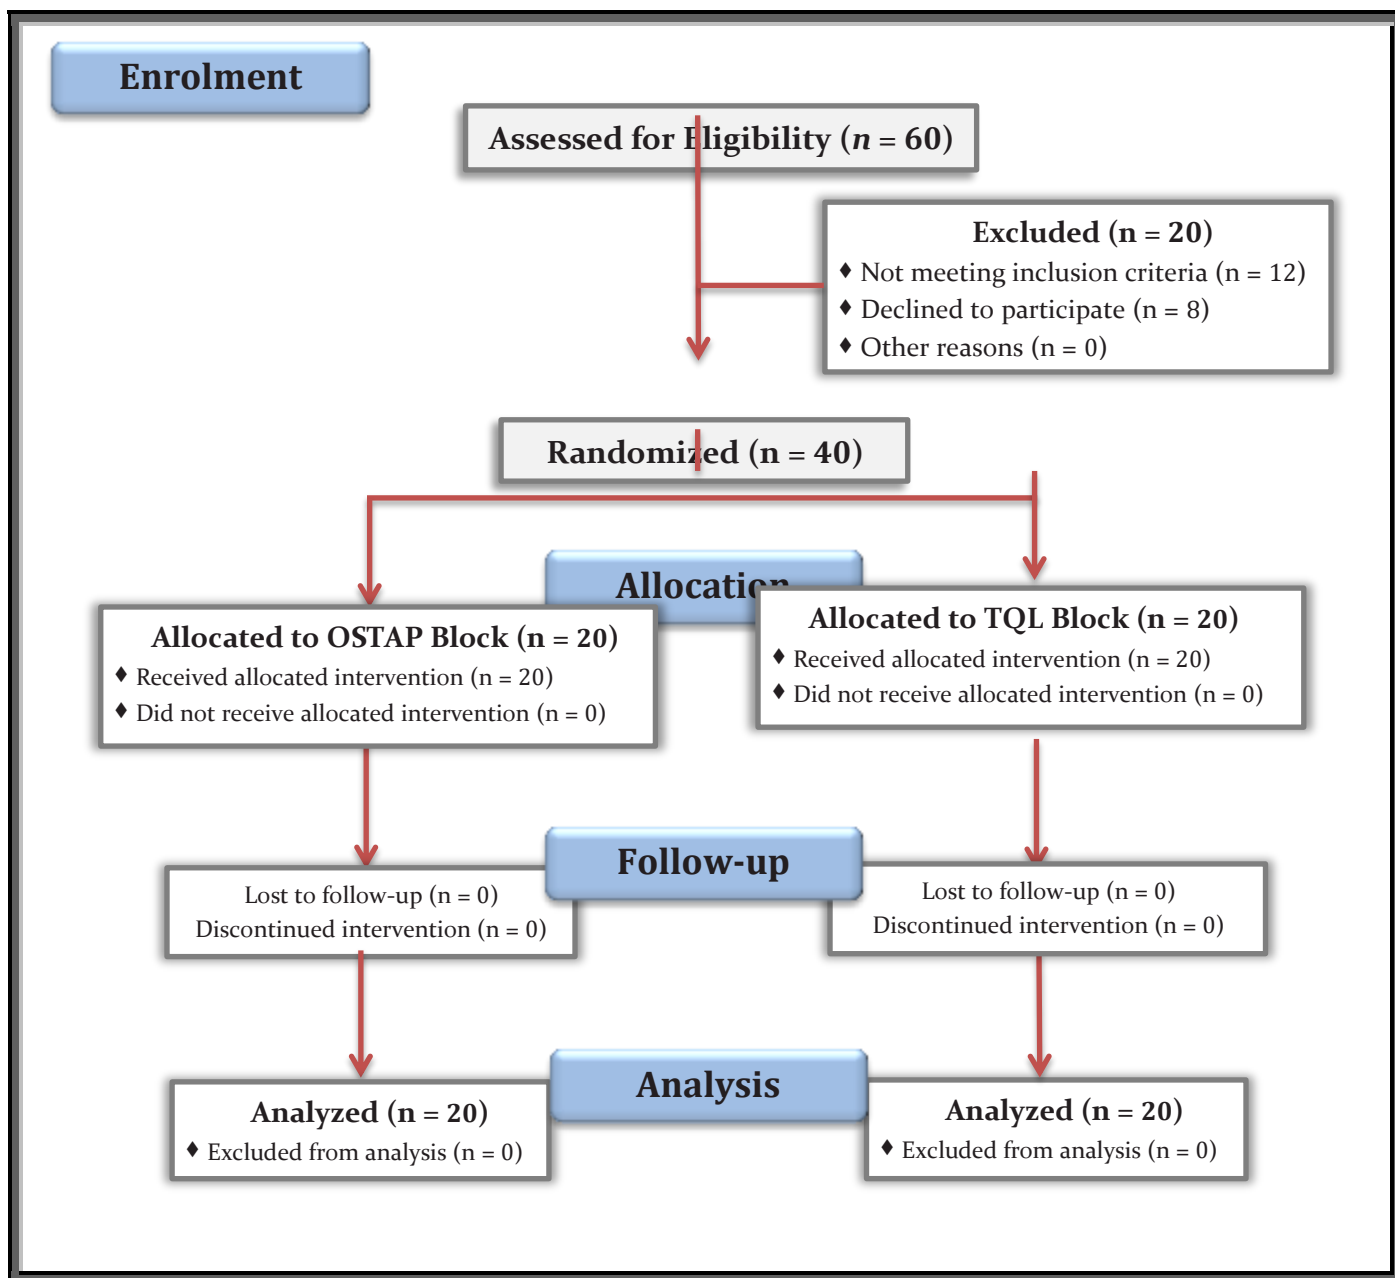 Enrolment
Assessed for Eligibility (n = 60)
Excluded (n = 20)
♦ Not meeting inclusion criteria (n = 12)
♦ Declined to participate (n = 8)
♦ Other reasons (n = 0)
Randomized (n = 40)
Allocation
Allocated to OSTAP Block (n = 20)
♦ Received allocated intervention (n = 20)
♦ Did not receive allocated intervention (n = 0)
Allocated to TQL Block (n = 20)
♦ Received allocated intervention (n = 20)
♦ Did not receive allocated intervention (n = 0)
Follow-up
Lost to follow-up (n = 0)
Discontinued intervention (n = 0)
Lost to follow-up (n = 0)
Discontinued intervention (n = 0)
Analysis
Analyzed (n = 20)
♦ Excluded from analysis (n = 0)
Analyzed (n = 20)
♦ Excluded from analysis (n = 0)